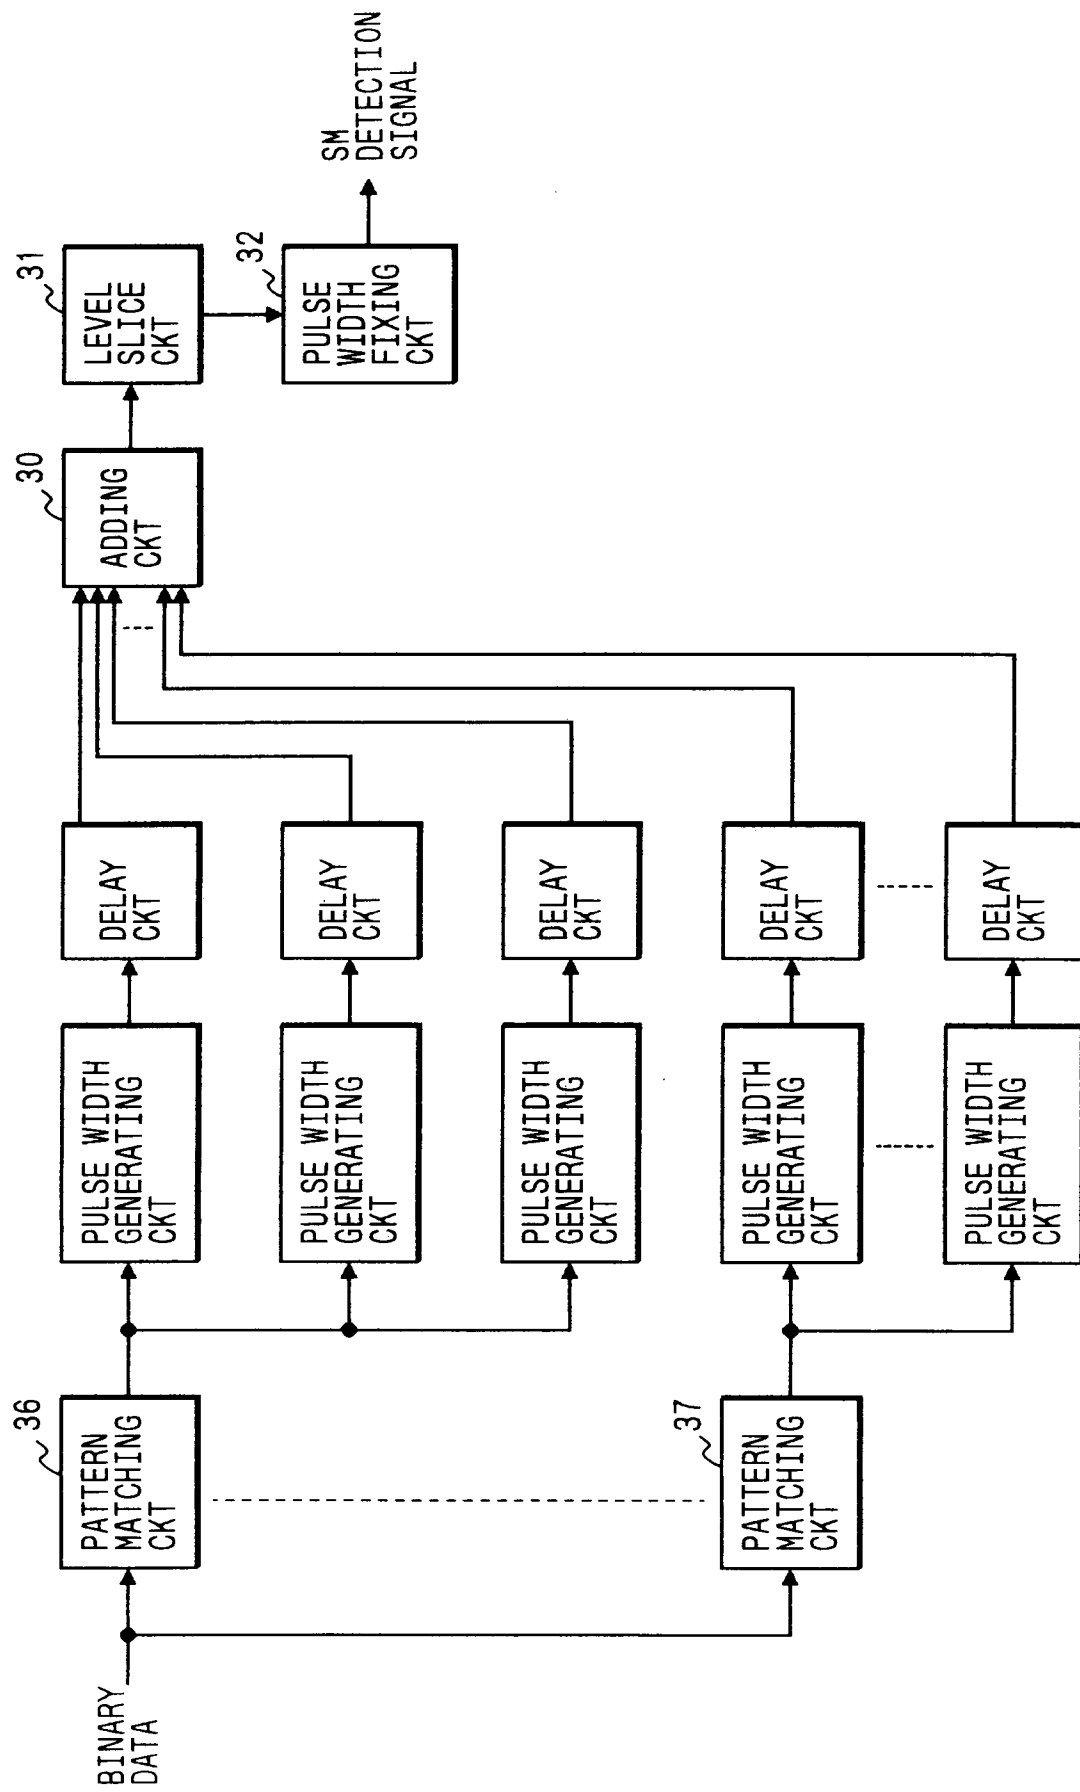 BINARY
DATA
36
PATTERN
MATCHING
CKT
37
PATTERN
MATCHING
CKT
PULSE WIDTH
GENERATING
CKT
PULSE WIDTH
GENERATING
CKT
PULSE WIDTH
GENERATING
CKT
PULSE WIDTH
GENERATING
CKT
PULSE WIDTH
GENERATING
CKT
DELAY
CKT
DELAY
CKT
DELAY
CKT
DELAY
CKT
DELAY
CKT
30
ADDING
CKT
31
LEVEL
SLICE
CKT
32
PULSE
WIDTH
FIXING
CKT
SM
DETECTION
SIGNAL